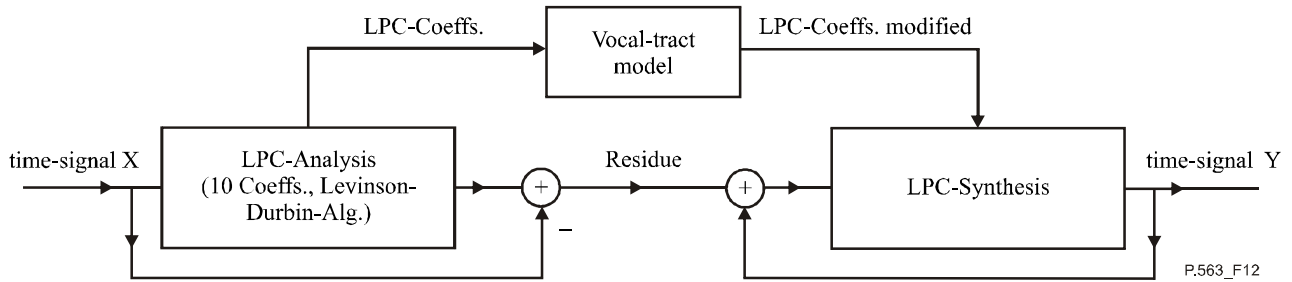 LPC-Coeffs.
Vocal-tract
model
LPC-Coeffs. modified
time-signal X
LPC-Analysis
(10 Coeffs., Levinson-
Durbin-Alg.)
+
–
Residue
+
LPC-Synthesis
time-signal Y
P.563_F12